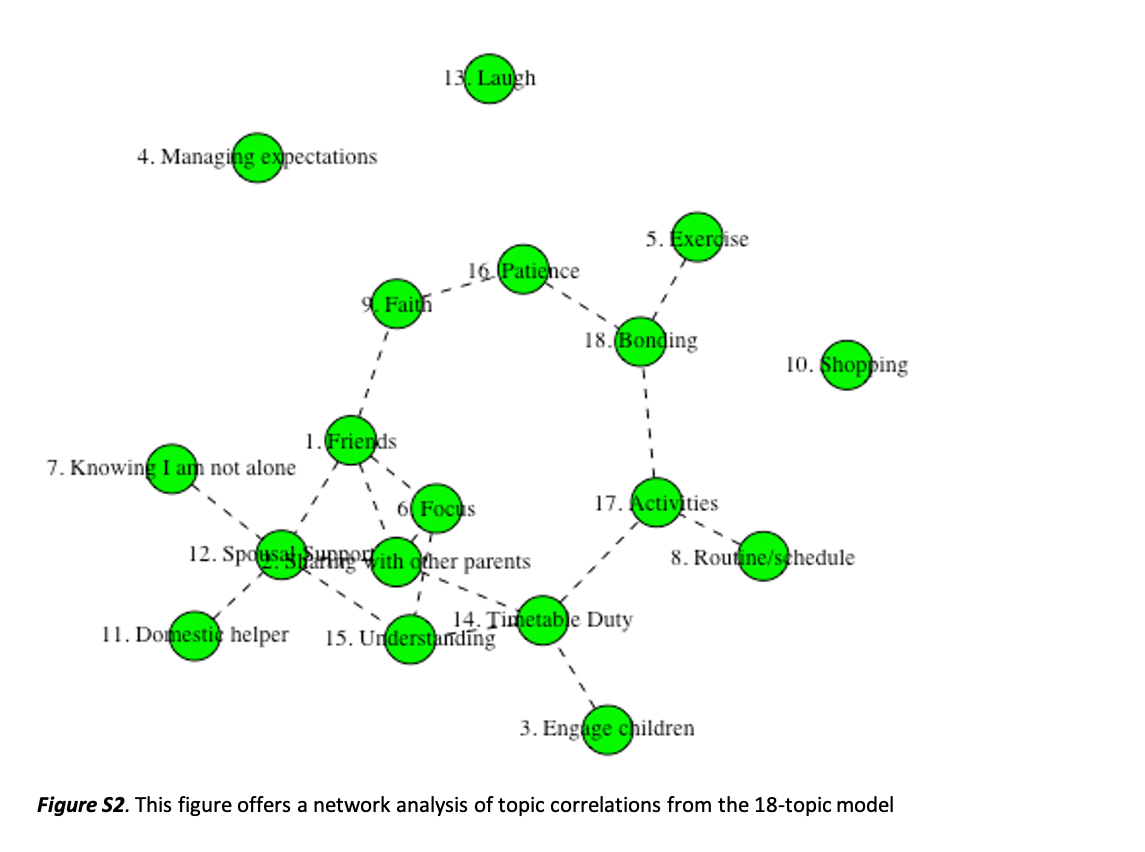 13. Laugh
4. Managing expectations
5. Exercise
16. Patience
9. Faith
18. Bonding
10. Shopping
1. Friends
7. Knowing I am not alone
17. Activities
6. Focus
12. Spousal Support
2. Sharing with other parents
8. Routine/schedule
14. Timetable Duty
11. Domestic helper
15. Understanding
3. Engage children
Figure S2. This figure offers a network analysis of topic correlations from the 18-topic model